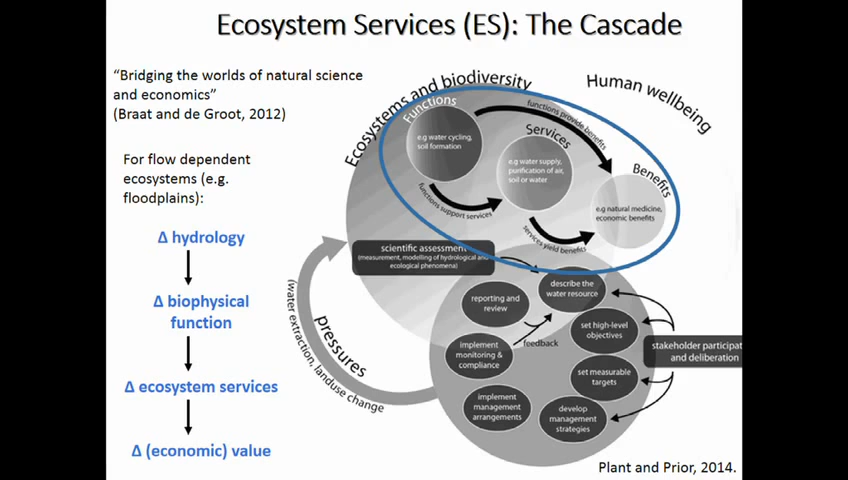 Ecosystem Services (ES): The Cascade
“Bridging the worlds of natural science
and economics”
(Braat and de Groot, 2012)
For flow dependent
ecosystems (e.g.
floodplains):
Δ hydrology
Δ biophysical
function
Δ ecosystem services
Δ (economic) value
Ecosystems and biodiversity
Human wellbeing
Functions
e.g water cycling,
soil formation
functions provide benefits
Services
e.g water supply,
purification of air,
soil or water
Benefits
e.g natural medicine,
economic benefits
functions support services
services yield benefits
scientific assessment
(measurement, modelling of hydrological and
ecological phenomena)
pressures
(water extraction, landuse change
describe the
water resource
reporting and
review
set high-level
objectives
feedback
implement
monitoring &
compliance
stakeholder participat
and deliberation
set measurable
targets
implement
management
arrangements
develop
management
strategies
Plant and Prior, 2014.